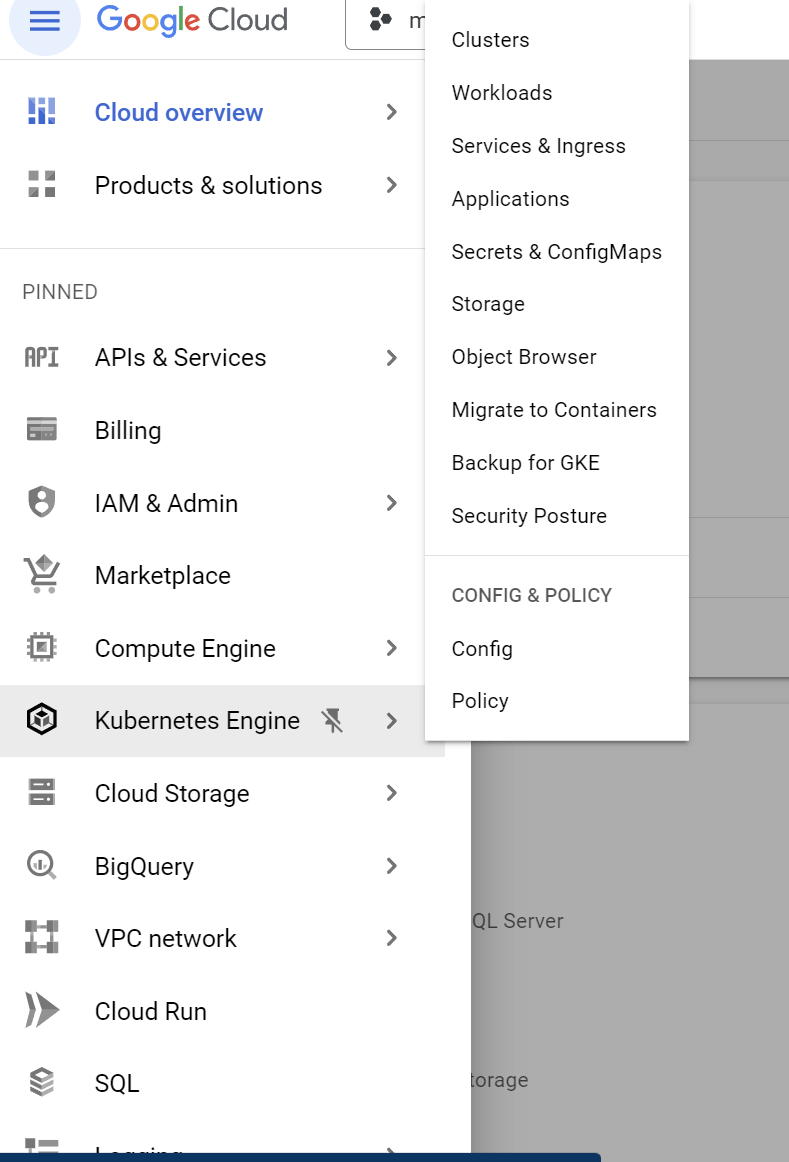 Google Cloud
m
Cloud overview
Products & solutions
PINNED
API APIs & Services
Billing
IAM & Admin
Marketplace
Compute Engine
Kubernetes Engine
Cloud Storage
BigQuery
VPC network
Cloud Run
SQL
Logging
Clusters
Workloads
Services & Ingress
Applications
Secrets & ConfigMaps
Storage
Object Browser
Migrate to Containers
Backup for GKE
Security Posture
CONFIG & POLICY
Config
Policy
QL Server
torage